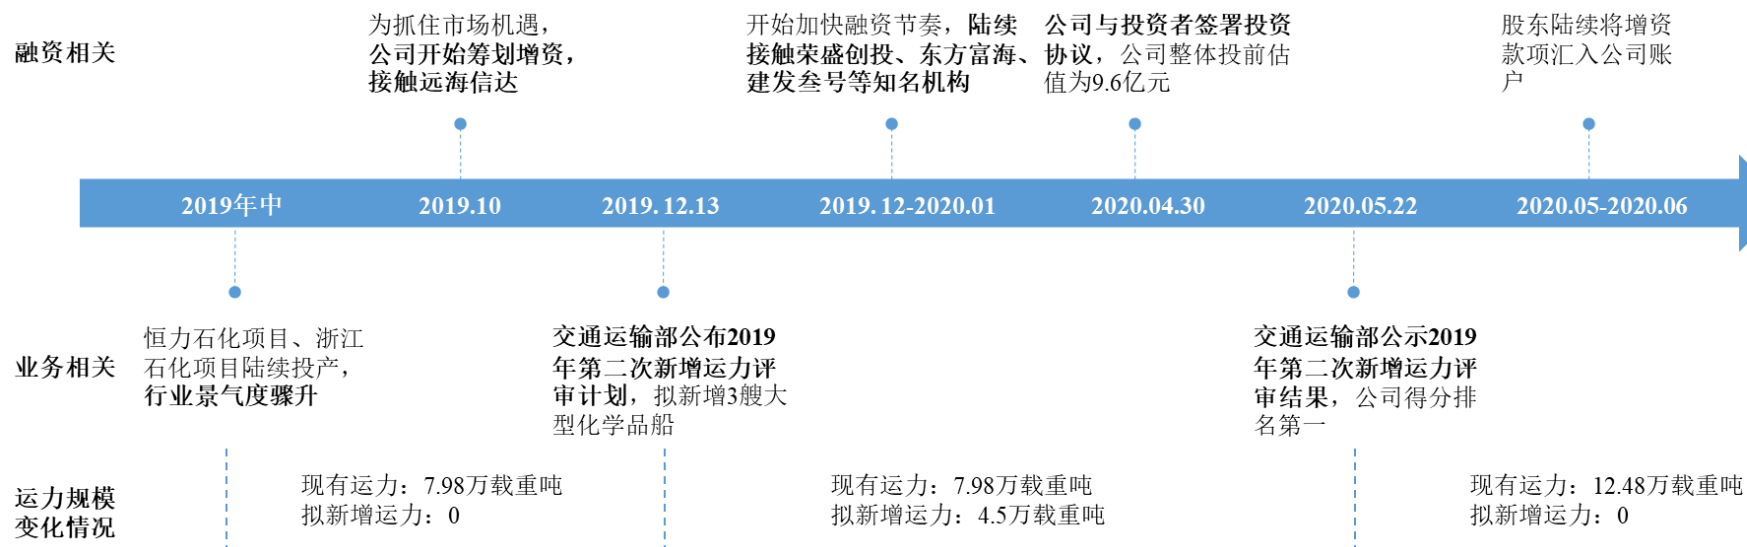 融资相关
为抓住市场机遇，
公司开始筹划增资，
接触远海信达
开始加快融资节奏，陆续
接触荣盛创投、东方富海、
建发叁号等知名机构
公司与投资者签署投资
协议，公司整体投前估
值为9.6亿元
股东陆续将增资
款项汇入公司账
户
2019年中
2019.10
2019.12.13
2019.12-2020.01
2020.04.30
2020.05.22
2020.05-2020.06
业务相关
恒力石化项目、浙江
石化项目陆续投产，
行业景气度骤升
交通运输部公布2019
年第二次新增运力评
审计划，拟新增3艘大
型化学品船
交通运输部公示2019
年第二次新增运力评
审结果，公司得分排
名第一
运力规模
变化情况
现有运力：7.98万载重吨
拟新增运力：0
现有运力：7.98万载重吨
拟新增运力：4.5万载重吨
现有运力：12.48万载重吨
拟新增运力：0